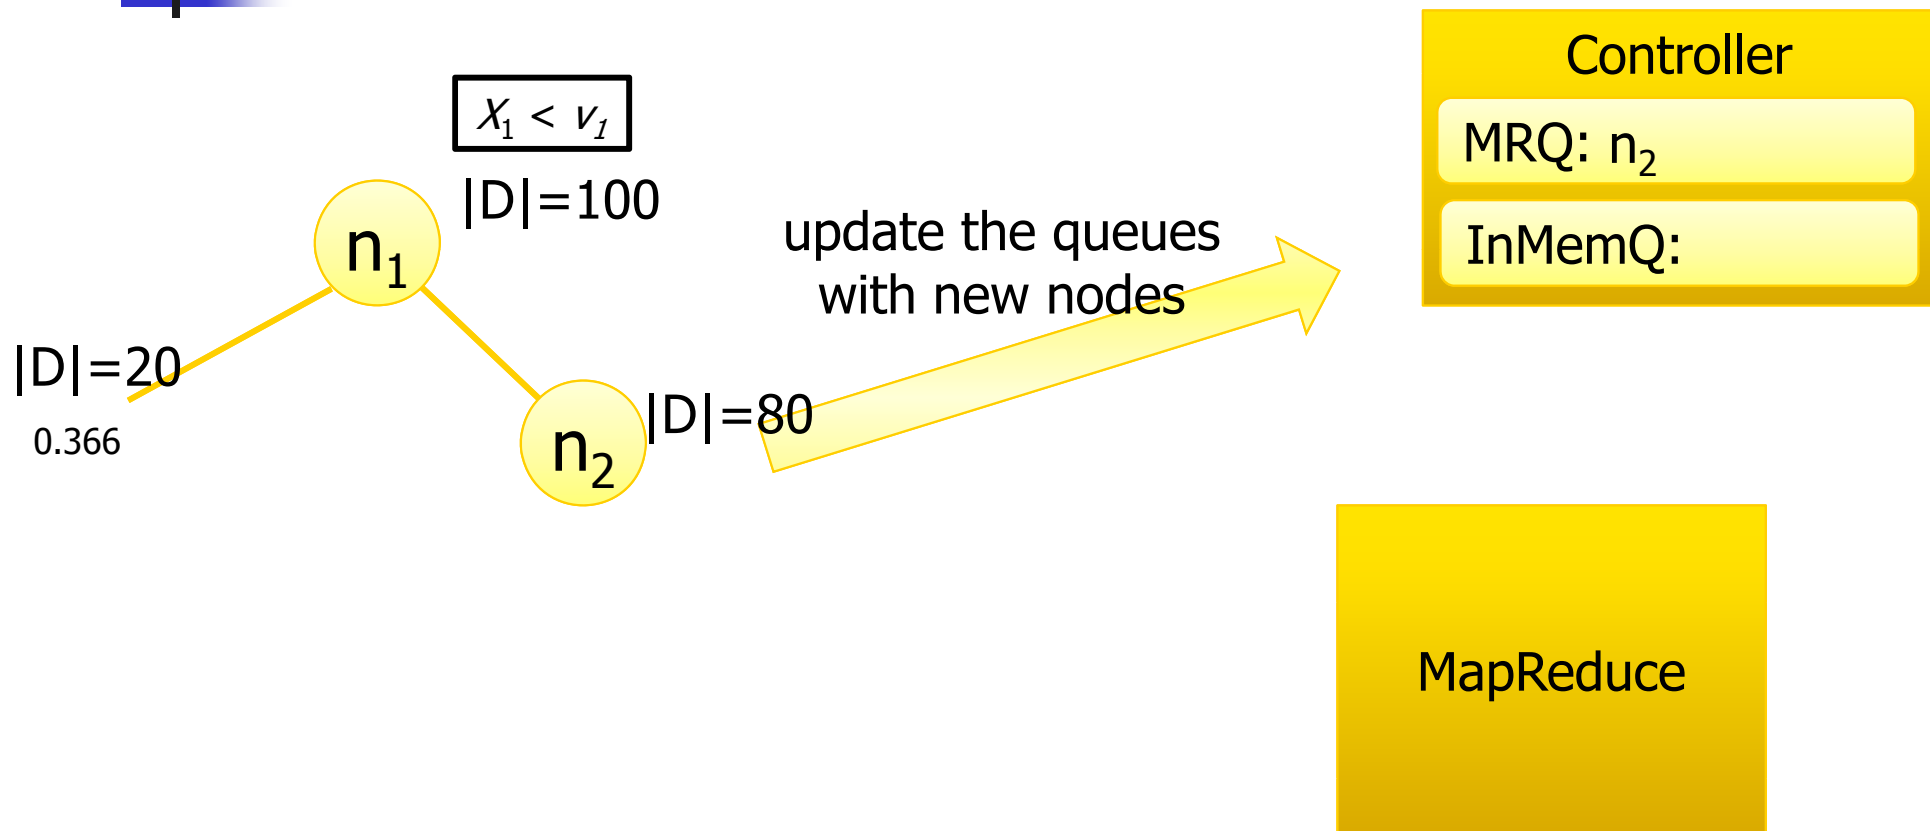 Controller
X₁ < v₁
MRQ: n₂
|D|=100
n₁
update the queues
with new nodes
InMemQ:
|D|=20
0.366
n₂
|D|=80
MapReduce